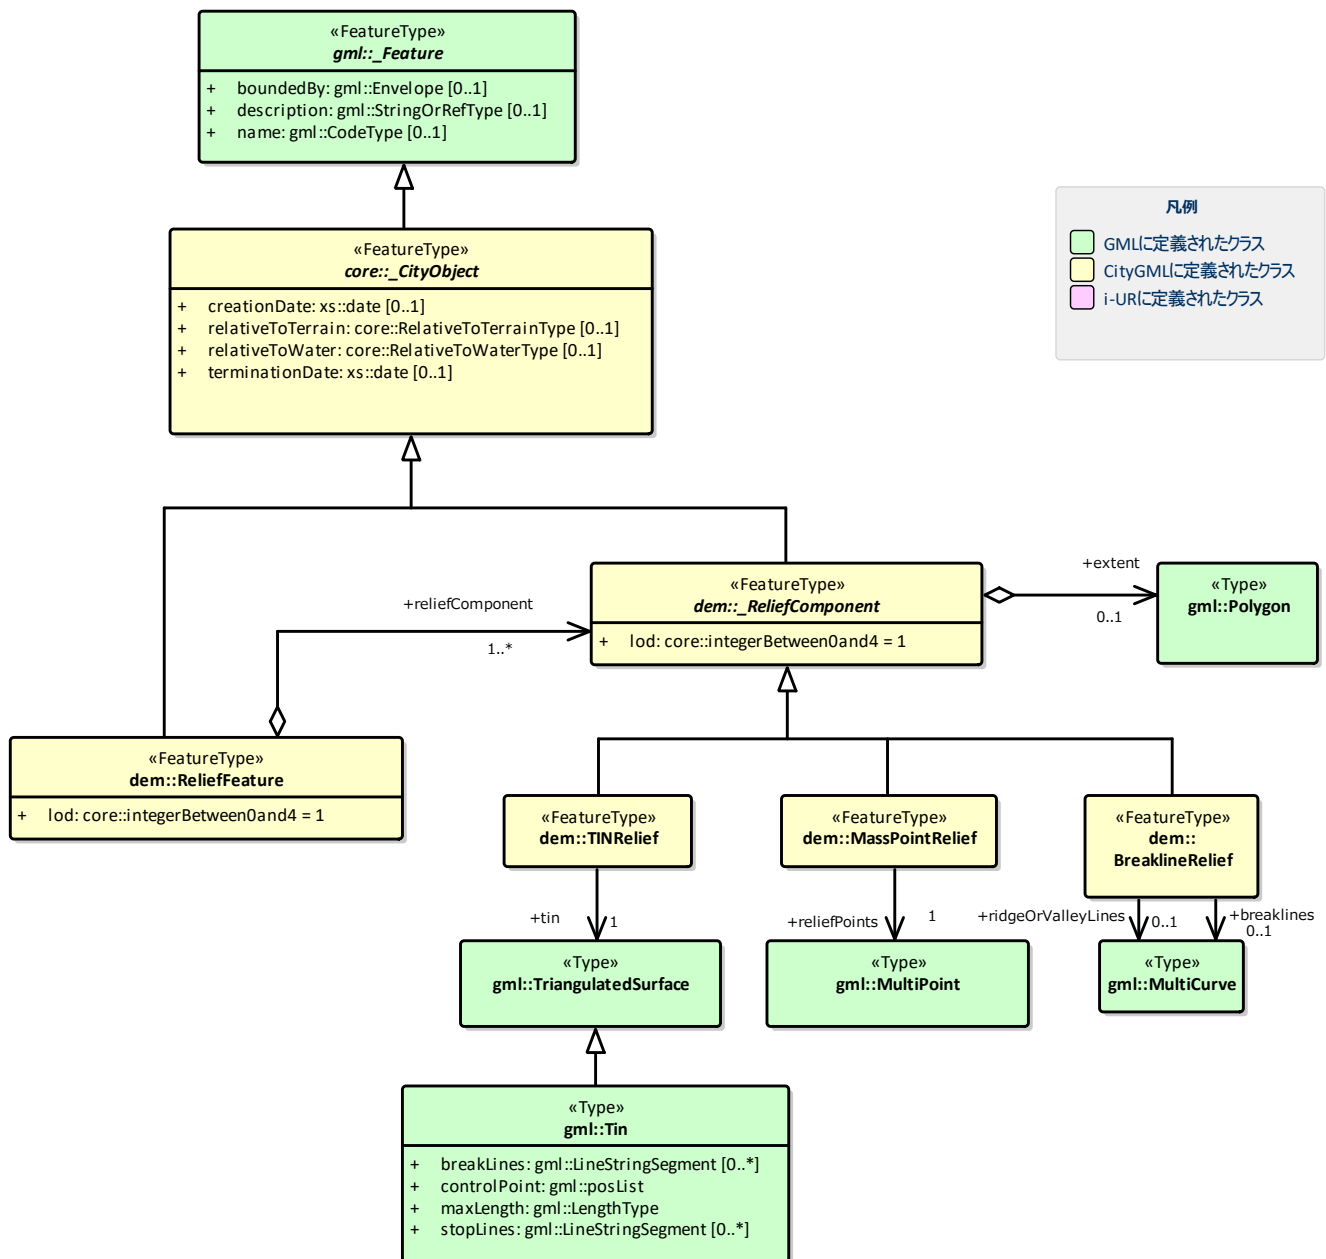 «FeatureType»
gml::_Feature
+ boundedBy: gml::Envelope [0..1]
+ description: gml::StringOrRefType [0..1]
+ name: gml::CodeType [0..1]
«FeatureType»
core::_CityObject
+ creationDate: xs::date [0..1]
+ relativeToTerrain: core::RelativeToTerrainType [0..1]
+ relativeToWater: core::RelativeToWaterType [0..1]
+ terminationDate: xs::date [0..1]
凡例
GMLに定義されたクラス
CityGMLに定義されたクラス
i-URに定義されたクラス
«FeatureType»
dem::_ReliefComponent
+ lod: core::integerBetween0and4 = 1
+extent
0..1
«Type»
gml::Polygon
+reliefComponent
1..*
«FeatureType»
dem::ReliefFeature
+ lod: core::integerBetween0and4 = 1
«FeatureType»
dem::TINRelief
«FeatureType»
dem::MassPointRelief
«FeatureType»
dem::
BreaklineRelief
+tin
1
+reliefPoints
1
+ridgeOrValleyLines
0..1
+breaklines
0..1
«Type»
gml::TriangulatedSurface
«Type»
gml::MultiPoint
«Type»
gml::MultiCurve
«Type»
gml::Tin
+ breakLines: gml::LineStringSegment [0..*]
+ controlPoint: gml::posList
+ maxLength: gml::LengthType
+ stopLines: gml::LineStringSegment [0..*]